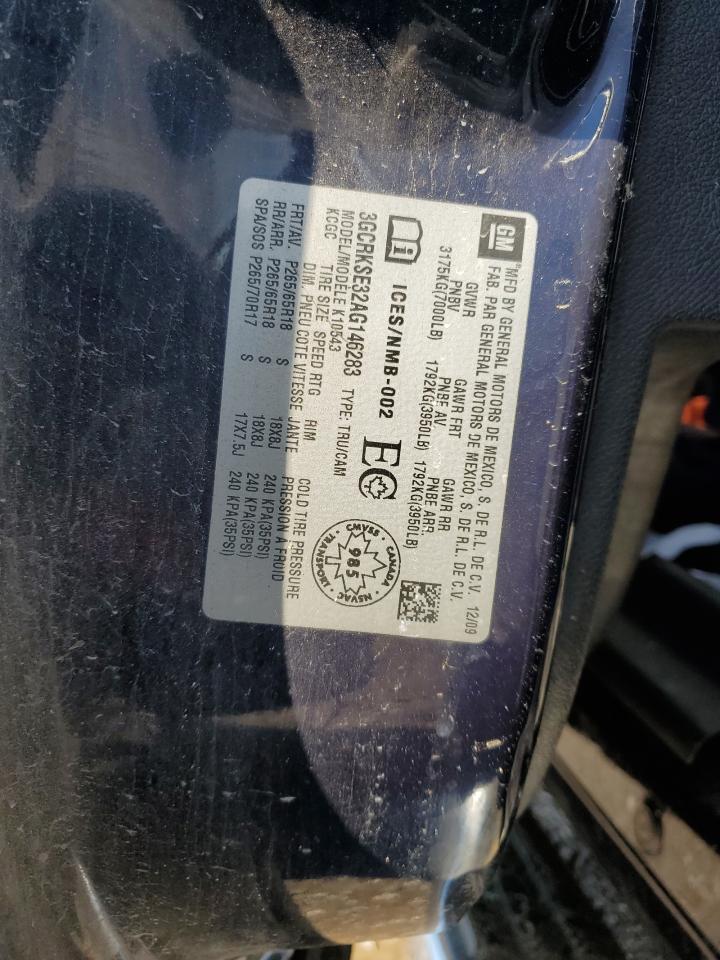 GM
MFD BY GENERAL MOTORS DE MEXICO, S. DE R.L. DE C.V. 12/09
FAB. PAR GENERAL MOTORS DE MEXICO, S. DE R.L. DE C.V.
GVWR GAWR FRT GAWR RR
PNBV PNBE AV PNBE ARR.
3175KG(7000LB) 1792KG(3950LB) 1792KG(3950LB)
i ICES/NMB-002 EC
CANADA
CMVSS NSVAC
985
TRANSPORT
3GCRKSE32AG146283 TYPE: TRU/CAM
MODEL/MODELE K10543
KCGC
TIRE SIZE SPEED RTG RIM COLD TIRE PRESSURE
DIM. PNEU COTE VITESSE JANTE PRESSION À FROID
FRT/AV. P265/65R18 S 18X8J 240 KPA(35PSI)
RR/ARR. P265/65R18 S 18X8J 240 KPA(35PSI)
SPA/SOS P265/70R17 S 17X7.5J 240 KPA(35PSI)